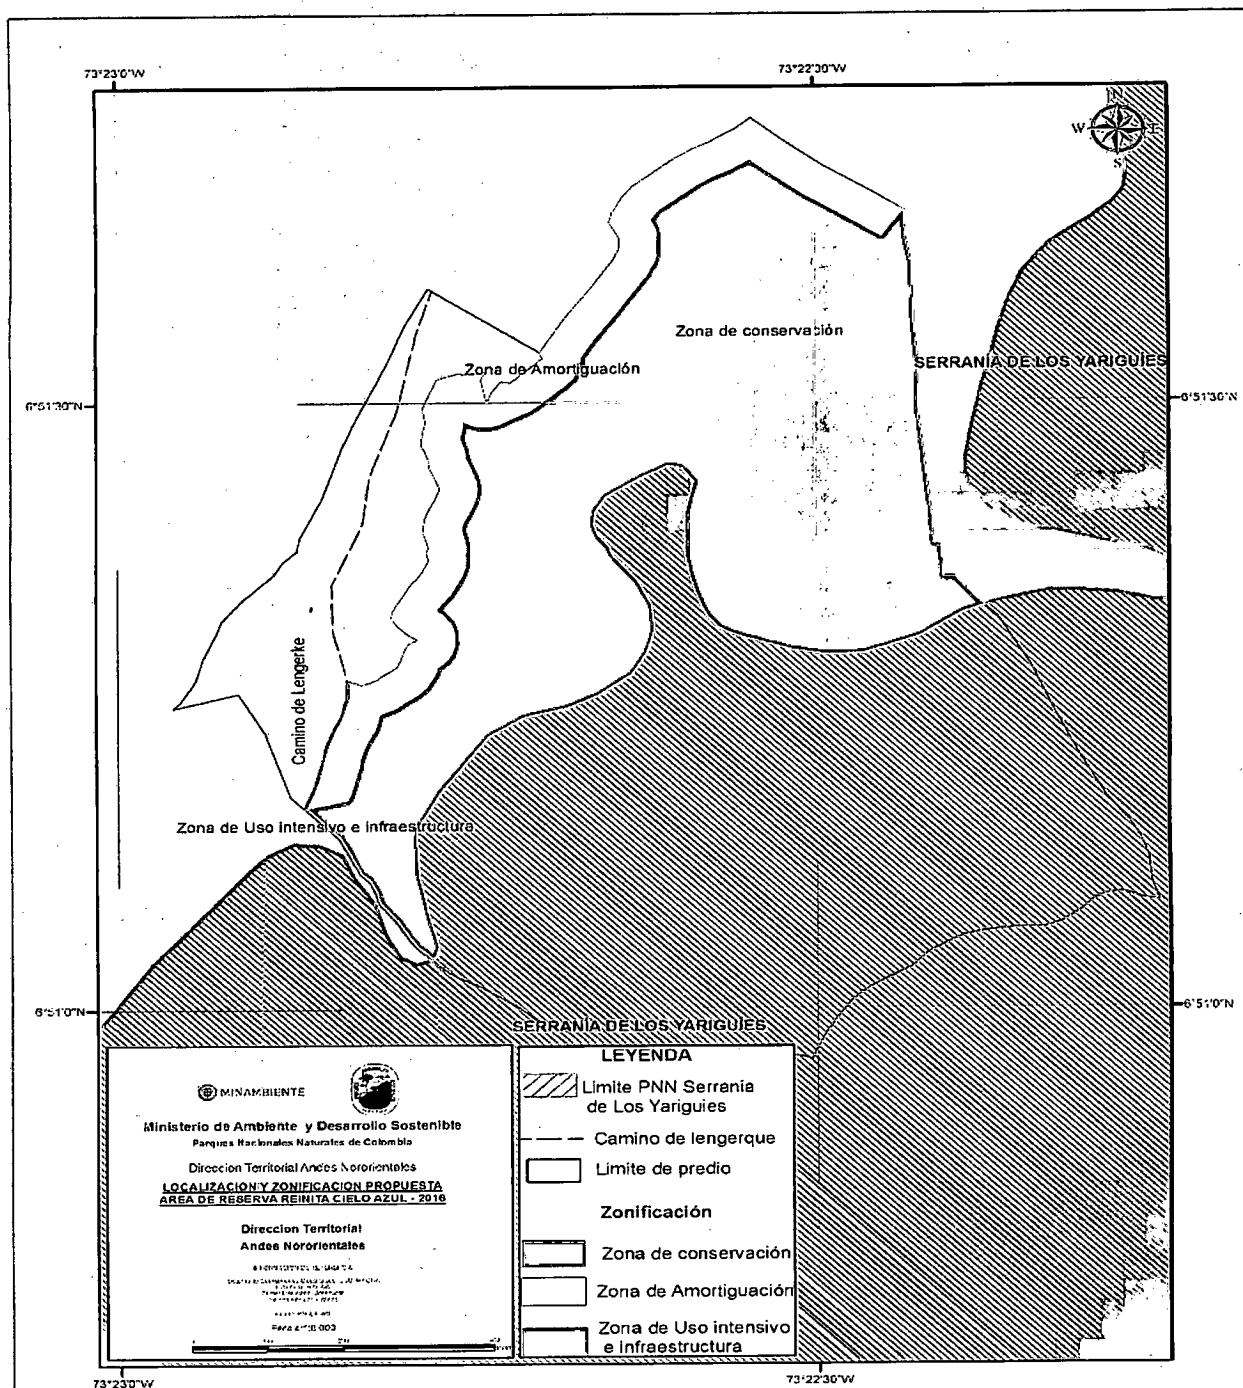 73°23'0"W
73°22'30"W
N
W
E
S
Zona de conservación
SERRANÍA DE LOS YARIGUÍES
Zona de Amortiguación
6°51'30"N
6°51'30"N
Camino de Lengerke
Zona de Uso intensivo e infraestructura
6°51'0"N
6°51'0"N
SERRANÍA DE LOS YARIGUÍES
MINAMBIENTE
Ministerio de Ambiente y Desarrollo Sostenible
Parques Nacionales Naturales de Colombia
Direccion Territorial Andes Nororientales
LOCALIZACION Y ZONIFICACION PROPUESTA
AREA DE RESERVA REINITA CIELO AZUL - 2016
Direccion Territorial
Andes Nororientales
LEYENDA
Limite PNN Serrania
de Los Yariguies
Camino de lengerque
Limite de predio
Zonificación
Zona de conservación
Zona de Amortiguación
Zona de Uso intensivo
e Infraestructura
73°23'0"W
73°22'30"W